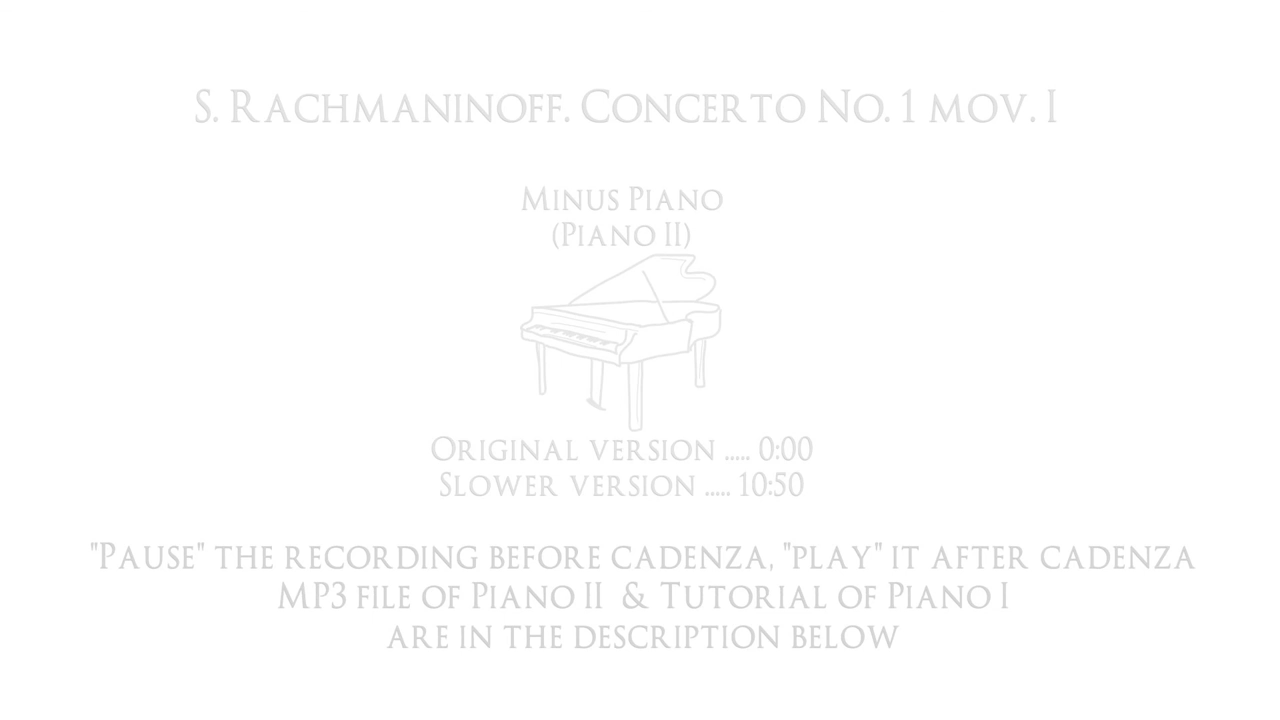 S. Rachmaninoff. Concerto No. 1 mov. I
Minus Piano
(Piano II)
Original version ..... 0:00
Slower version ..... 10:50
"Pause" the recording before cadenza, "play" it after cadenza
MP3 file of Piano II & Tutorial of Piano I
are in the description below